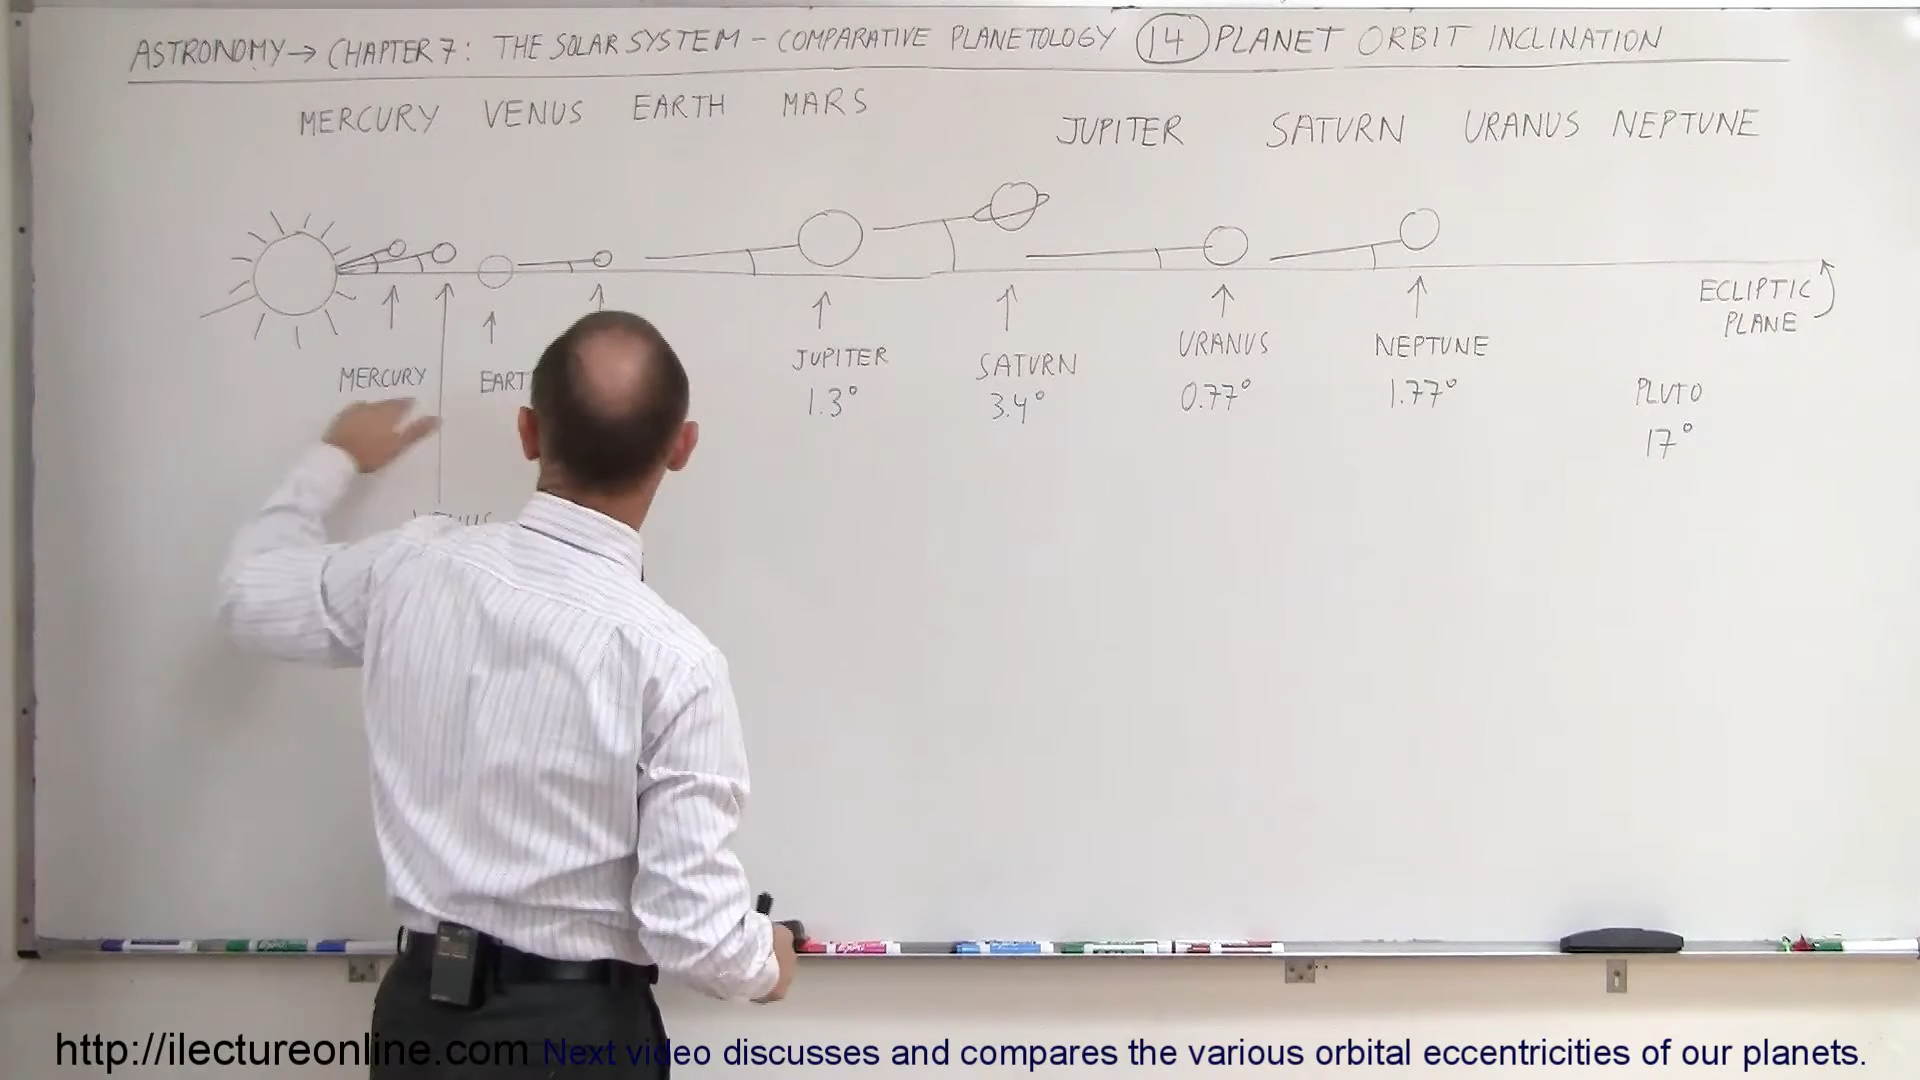 ASTRONOMY → CHAPTER 7: THE SOLAR SYSTEM – COMPARATIVE PLANETOLOGY 14 PLANET ORBIT INCLINATION
MERCURY VENUS EARTH MARS JUPITER SATURN URANUS NEPTUNE
ECLIPTIC
PLANE
MERCURY
EART
JUPITER
1.3°
SATURN
3.4°
URANUS
0.77°
NEPTUNE
1.77°
PLUTO
17°
http://ilectureonline.com Next video discusses and compares the various orbital eccentricities of our planets.